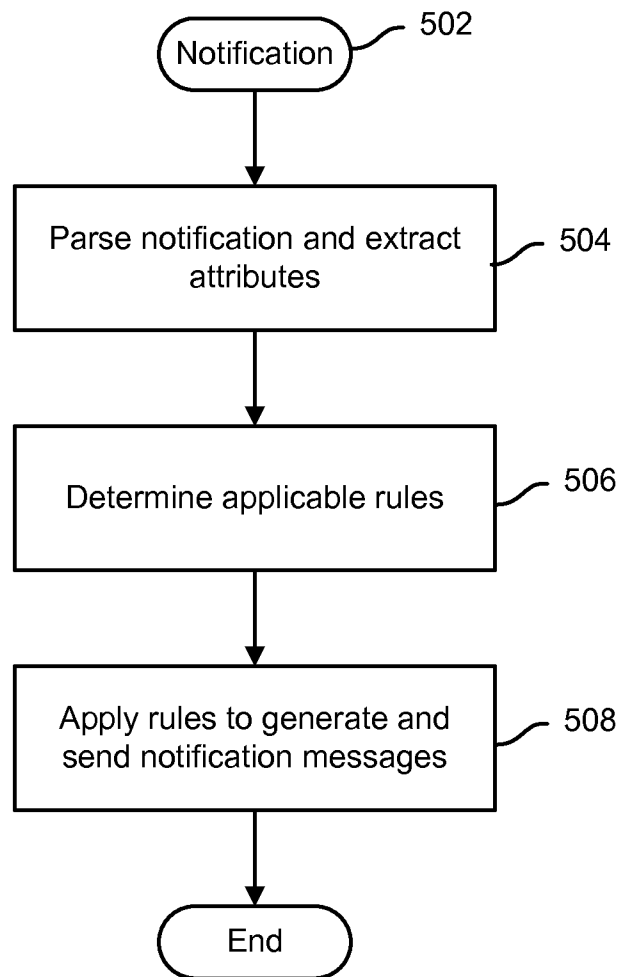 Notification
502
Parse notification and extract
attributes
504
Determine applicable rules
506
Apply rules to generate and
send notification messages
508
End